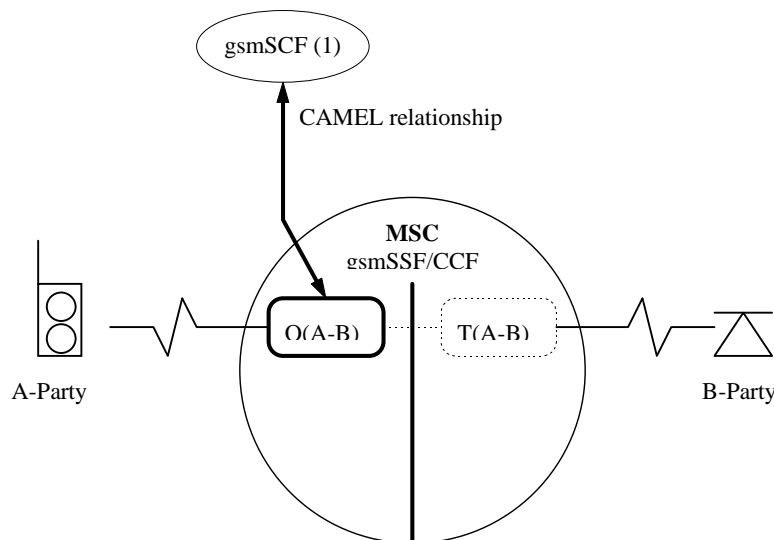 gsmSCF (1)
CAMEL relationship
MSC
gsmSSF/CCF
O(A-B)
T(A-B)
A-Party
B-Party